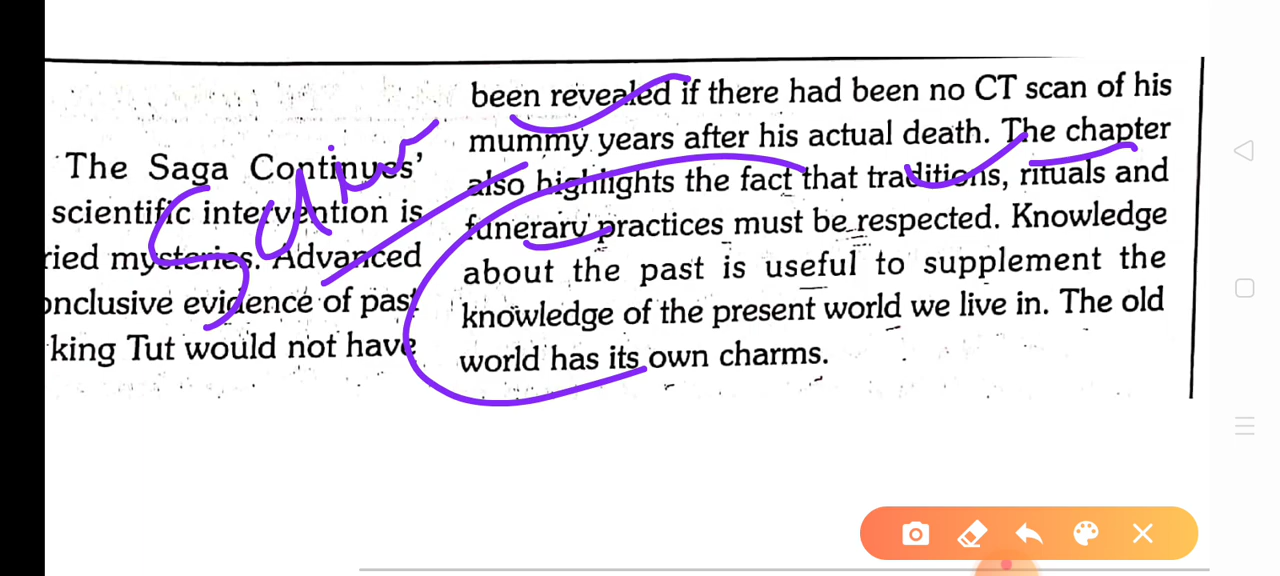 The Saga Continues'
scientific intervention is
ried mysteries. Advanced
onclusive evidence of past
king Tut would not have
been revealed if there had been no CT scan of his
mummy years after his actual death. The chapter
also highlights the fact that traditions, rituals and
funerary practices must be respected. Knowledge
about the past is useful to supplement the
knowledge of the present world we live in. The old
world has its own charms.